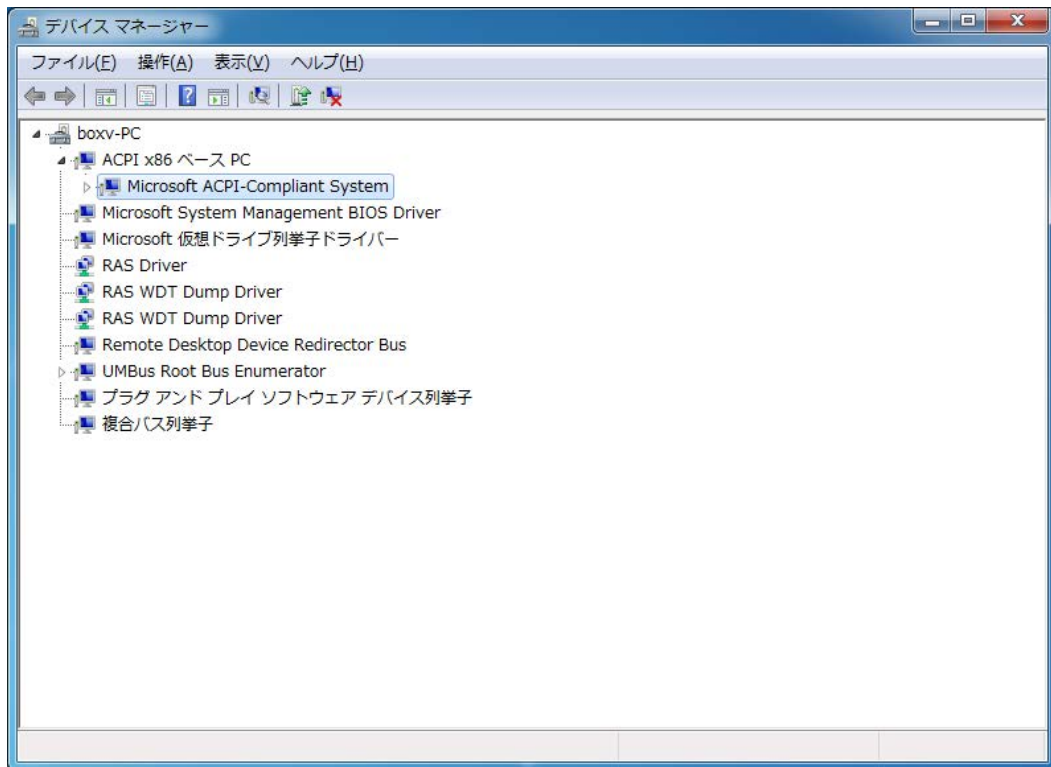 デバイス マネージャー
ファイル(F) 操作(A) 表示(V) ヘルプ(H)
boxv-PC
ACPI x86 ベース PC
Microsoft ACPI-Compliant System
Microsoft System Management BIOS Driver
Microsoft 仮想ドライブ列挙子ドライバー
RAS Driver
RAS WDT Dump Driver
RAS WDT Dump Driver
Remote Desktop Device Redirector Bus
UMBus Root Bus Enumerator
プラグ アンド プレイ ソフトウェア デバイス列挙子
複合バス列挙子